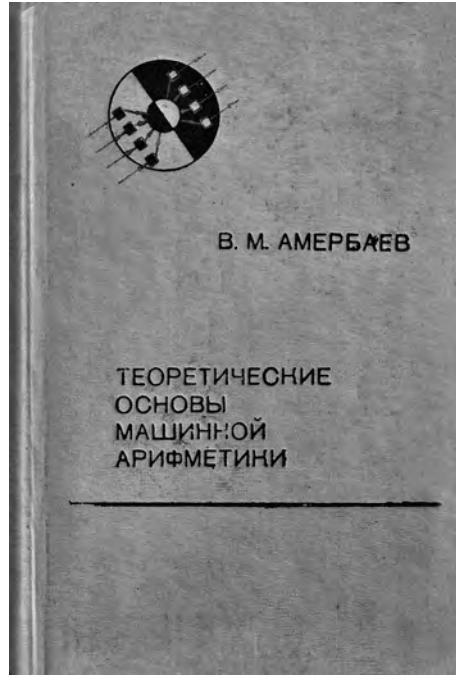 В. М. АМЕРБАЕВ
ТЕОРЕТИЧЕСКИЕ
ОСНОВЫ
МАШИННОЙ
АРИФМЕТИКИ